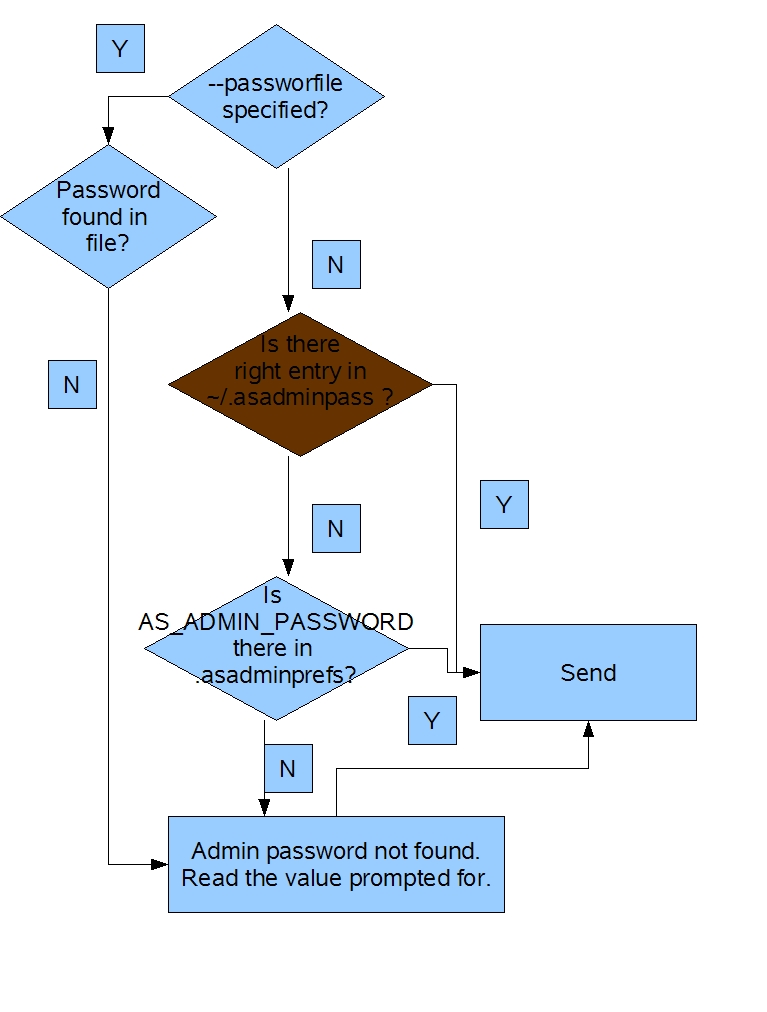 Y
--passworfile
specified?
Password
found in
file?
N
Is there
right entry in
~/.asadminpass ?
N
Y
N
Is
AS_ADMIN_PASSWORD
there in
.asadminprefs?
Send
Y
N
Admin password not found.
Read the value prompted for.